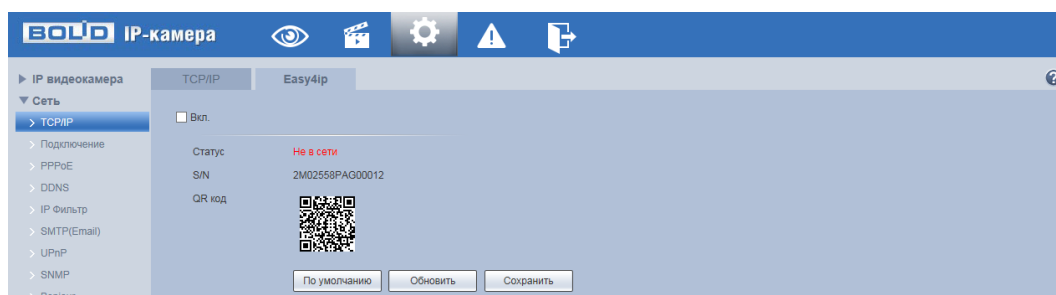 BOLID IP-камера
IP видеокамера
Сеть
TCP/IP
Подключение
PPPoE
DDNS
IP Фильтр
SMTP(Email)
UPnP
SNMP
TCP/IP Easy4ip
Вкл.
Статус Не в сети
S/N 2M02558PAG00012
QR код
По умолчанию Обновить Сохранить